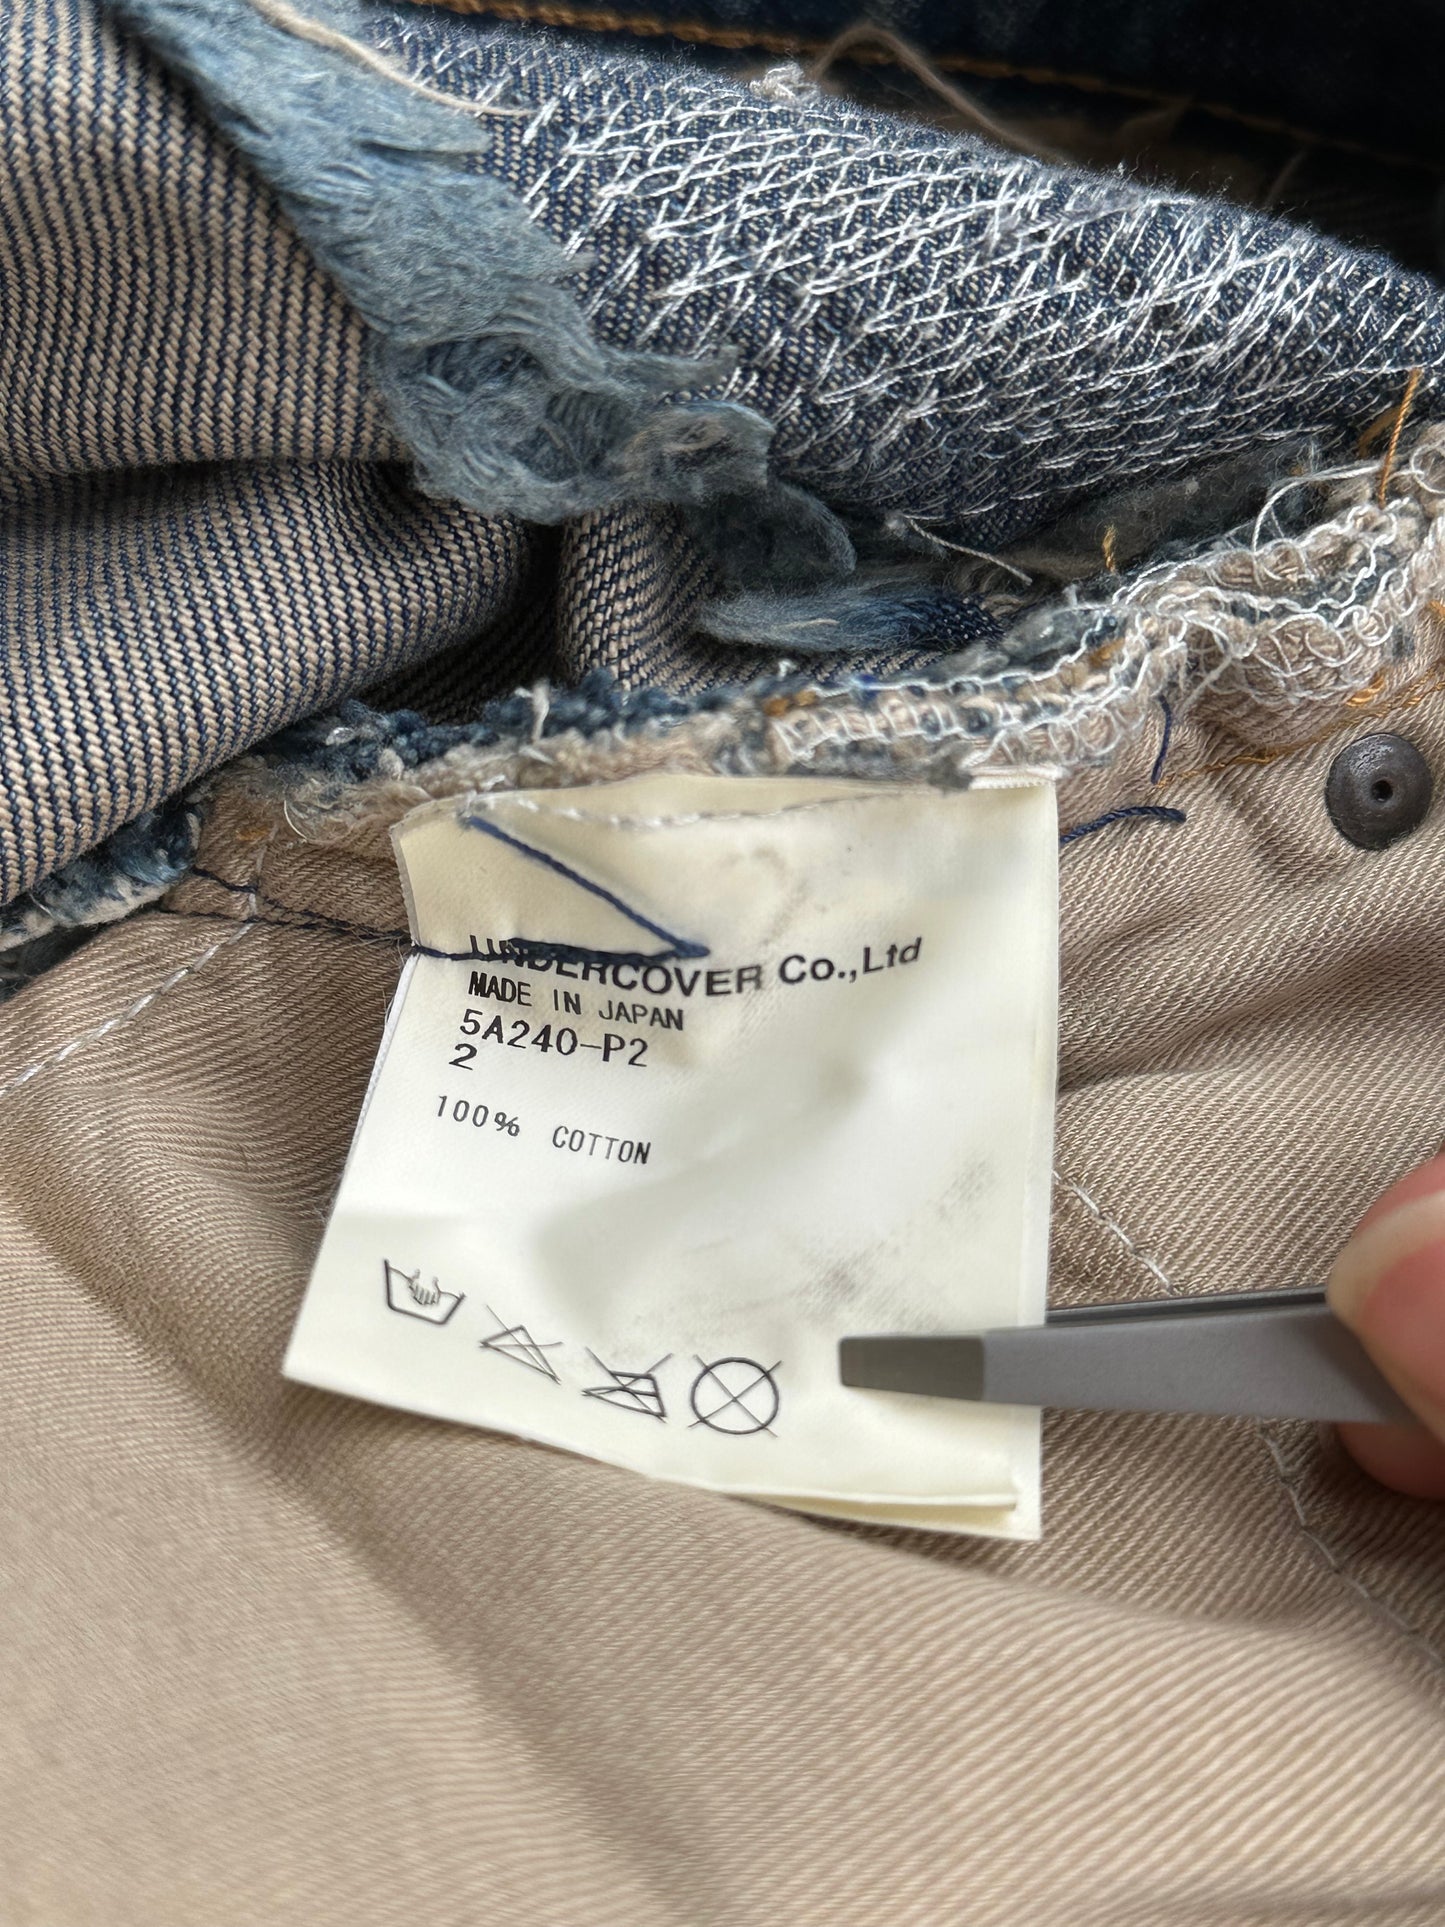 UNDERCOVER Co.,Ltd
MADE IN JAPAN
5A240-P2
2
100% COTTON